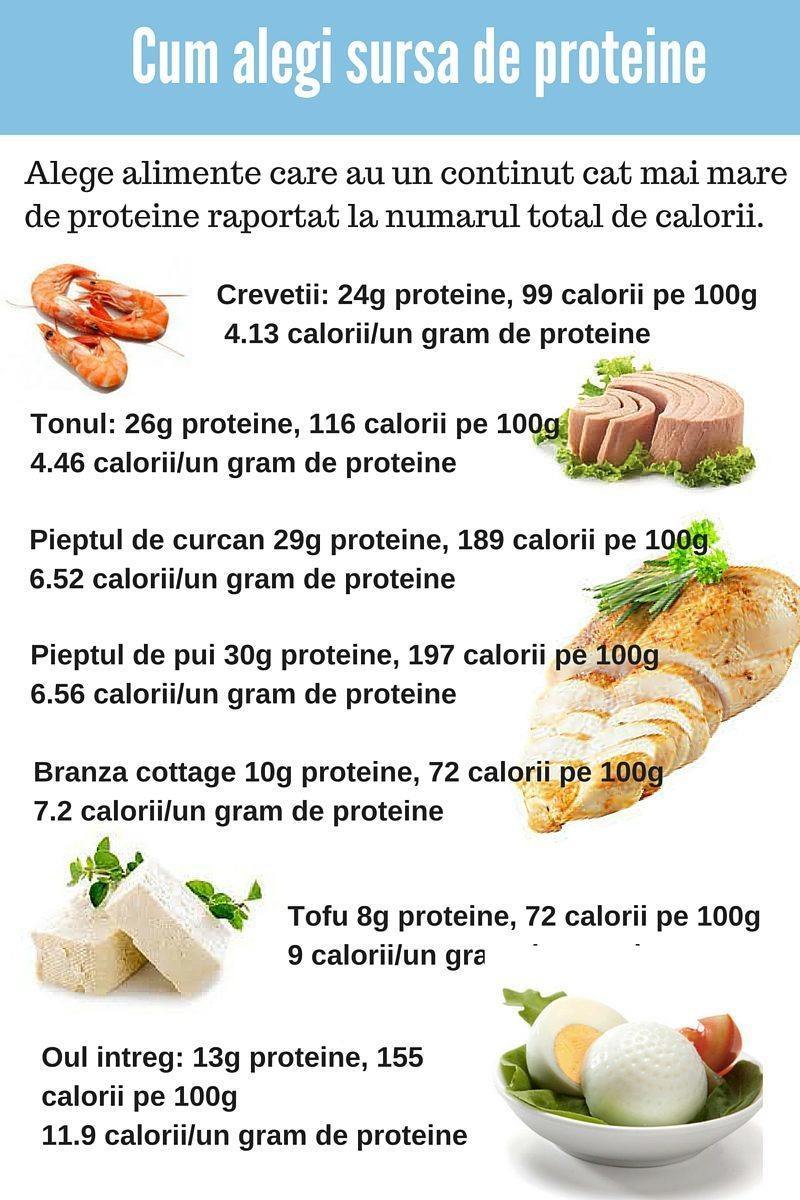 Cum alegi sursa de proteine
Alege alimente care au un continut cat mai mare
de proteine raportat la numarul total de calorii.
Crevetii: 24g proteine, 99 calorii pe 100g
4.13 calorii/un gram de proteine
Tonul: 26g proteine, 116 calorii pe 100g
4.46 calorii/un gram de proteine
Pieptul de curcan 29g proteine, 189 calorii pe 100g
6.52 calorii/un gram de proteine
Pieptul de pui 30g proteine, 197 calorii pe 100g
6.56 calorii/un gram de proteine
Branza cottage 10g proteine, 72 calorii pe 100g
7.2 calorii/un gram de proteine
Tofu 8g proteine, 72 calorii pe 100g
9 calorii/un gra
Oul intreg: 13g proteine, 155
calorii pe 100g
11.9 calorii/un gram de proteine